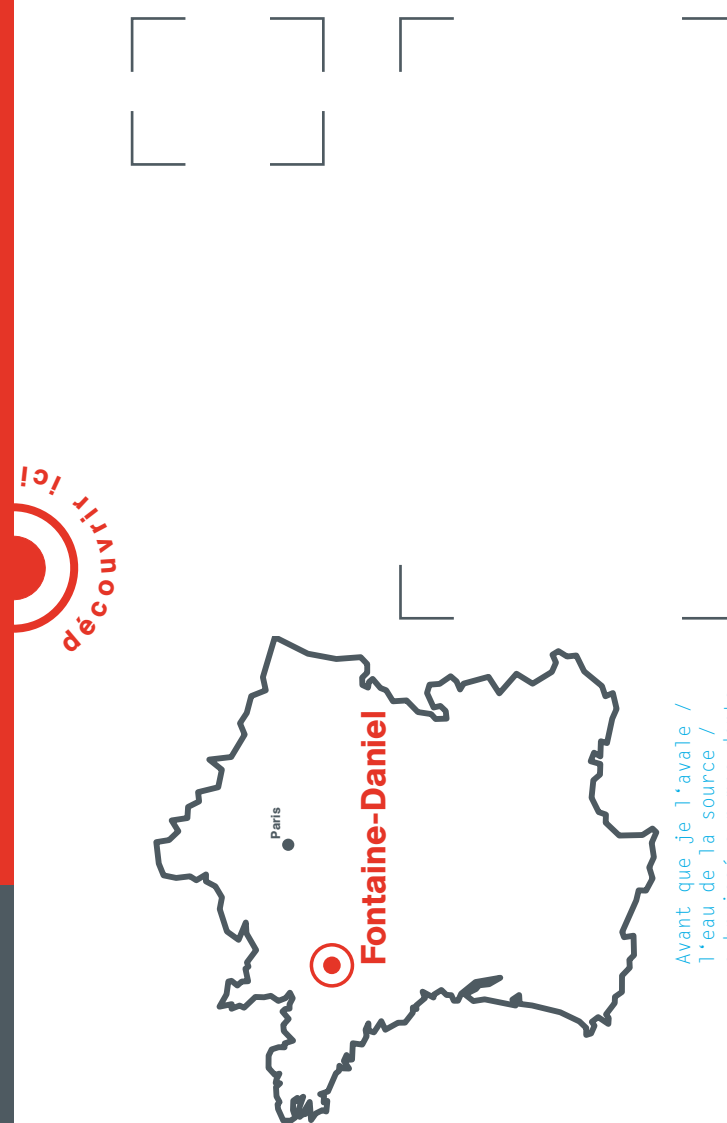 découvrir ici
Paris
Fontaine-Daniel
Avant que je l'avale /
l'eau de la source /